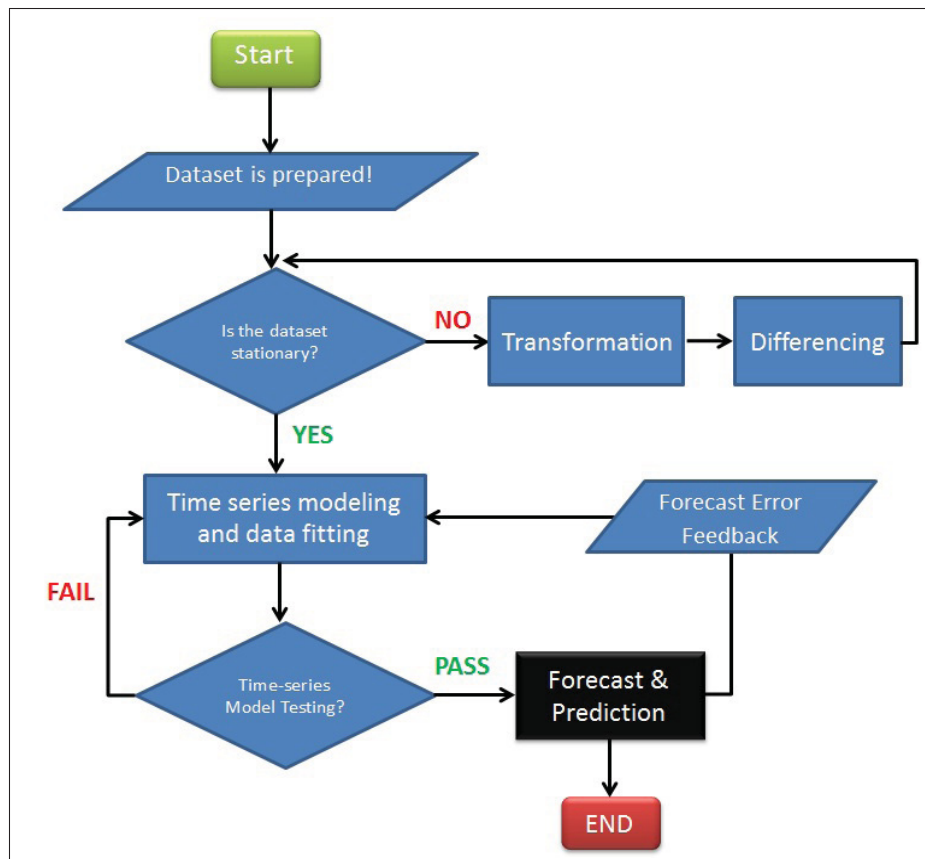 Start
Dataset is prepared!
Is the dataset
stationary?
NO
Transformation
Differencing
YES
Time series modeling
and data fitting
Forecast Error
Feedback
FAIL
Time-series
Model Testing?
PASS
Forecast &
Prediction
END